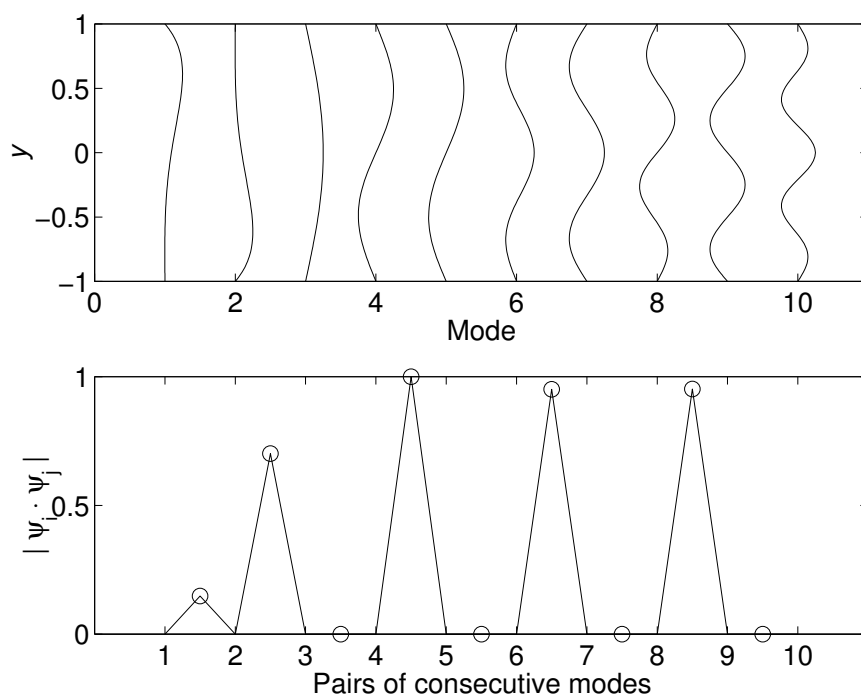 1
0.5
y
0
−0.5
−1
0 2 4 6 8 10
Mode
1
| ψi · ψj |
0.5
0
1 2 3 4 5 6 7 8 9 10
Pairs of consecutive modes